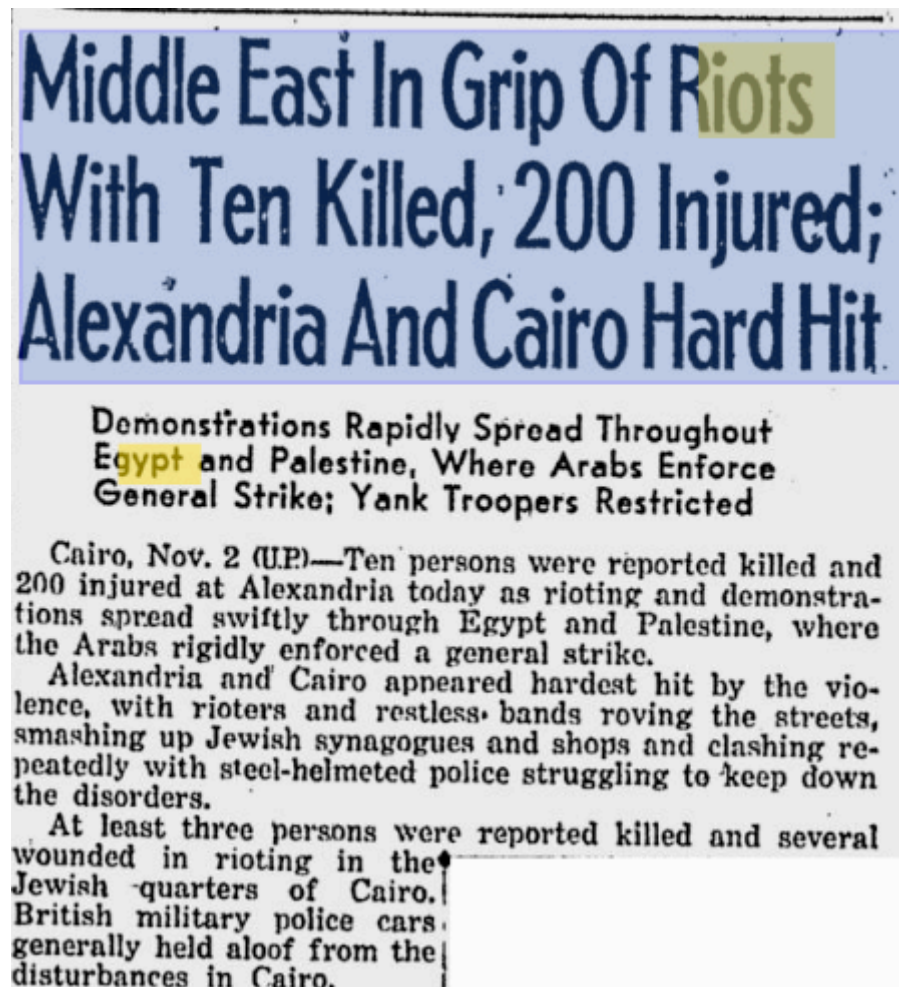 Middle East In Grip Of Riots
With Ten Killed, 200 Injured;
Alexandria And Cairo Hard Hit
Demonstrations Rapidly Spread Throughout
Egypt and Palestine, Where Arabs Enforce
General Strike; Yank Troopers Restricted
Cairo, Nov. 2 (U.P.)—Ten persons were reported killed and
200 injured at Alexandria today as rioting and demonstra-
tions spread swiftly through Egypt and Palestine, where
the Arabs rigidly enforced a general strike.
Alexandria and Cairo appeared hardest hit by the vio-
lence, with rioters and restless bands roving the streets,
smashing up Jewish synagogues and shops and clashing re-
peatedly with steel-helmeted police struggling to keep down
the disorders.
At least three persons were reported killed and several
wounded in rioting in the
Jewish quarters of Cairo.
British military police cars
generally held aloof from the
disturbances in Cairo.